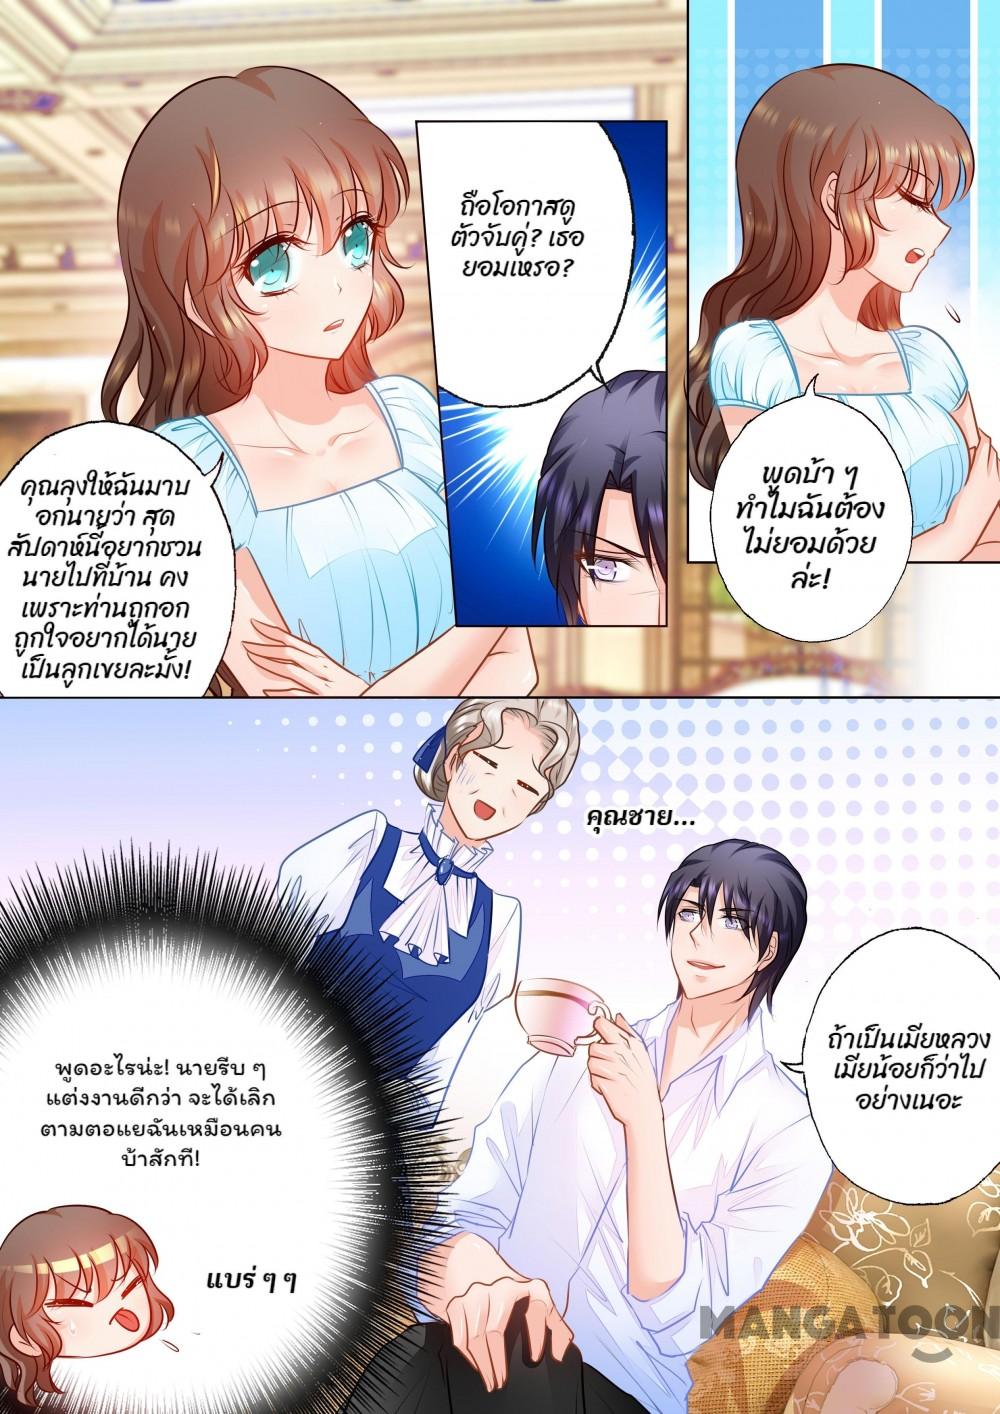 คุณลุงให้ฉันมาบ
อกนายว่า สุด
สัปดาห์นี้อยากชวน
นายไปที่บ้าน คง
เพราะท่านถูกอก
ถูกใจอยากได้นาย
เป็นลูกเขยละมั้ง!
ถือโอกาสดู
ตัวจับคู่? เธอ
ยอมเหรอ?
พูดบ้า ๆ
ทำไมฉันต้อง
ไม่ยอมด้วย
ล่ะ!
คุณชาย...
ถ้าเป็นเมียหลวง
เมียน้อยก็ว่าไป
อย่างเนอะ
พูดอะไรน่ะ! นายรีบ ๆ
แต่งงานดีกว่า จะได้เลิก
ตามตอแยฉันเหมือนคน
บ้าสักที!
แบร่ ๆ ๆ
MANGATOON